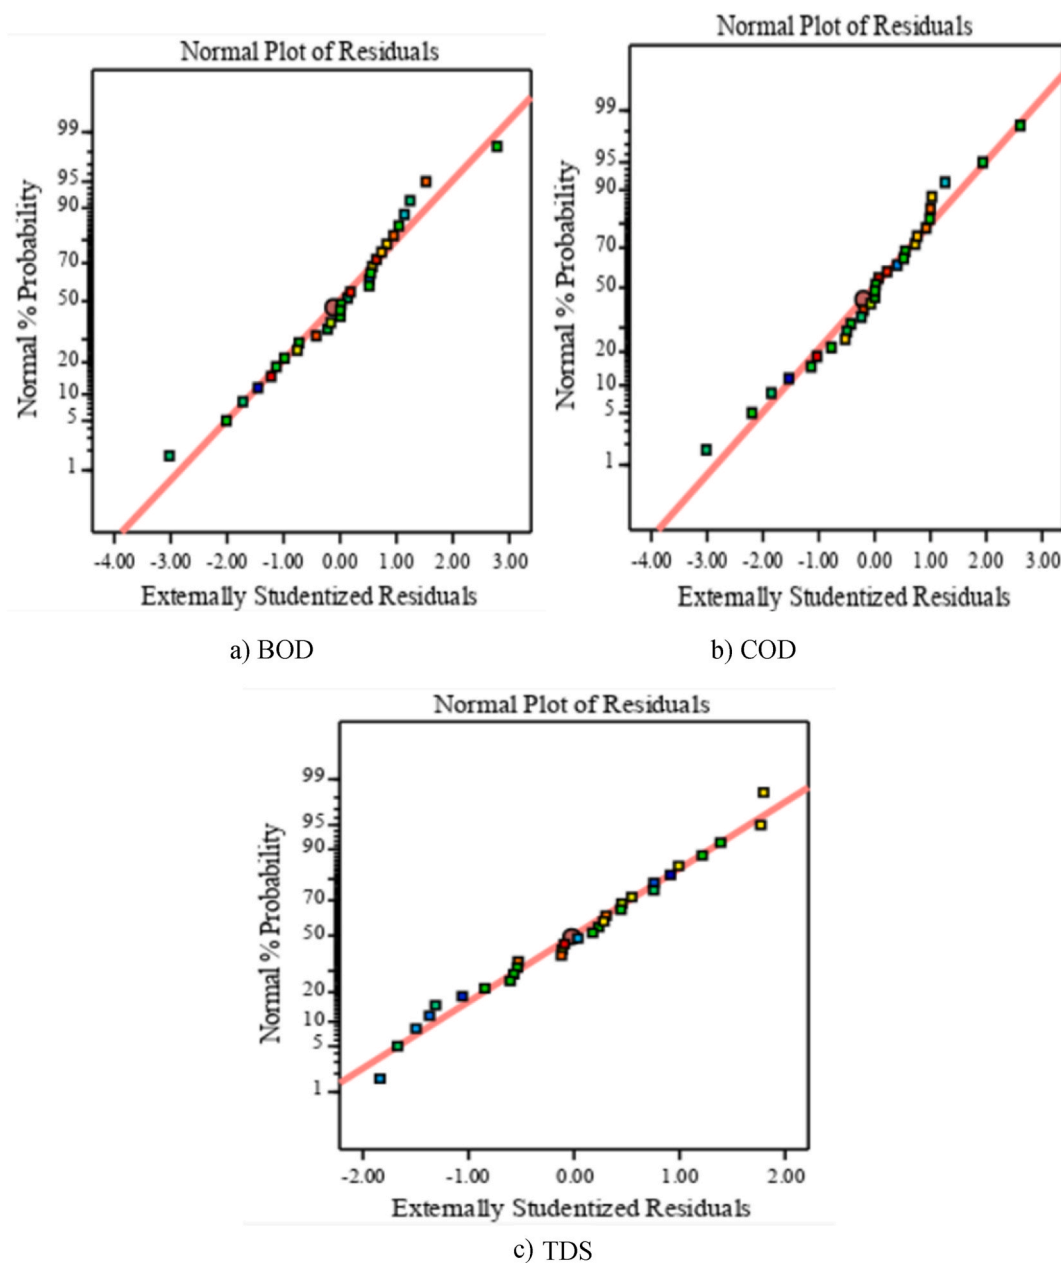 Normal Plot of Residuals
Normal % Probability
99
95
90
70
50
20
10
5
1
-4.00 -3.00 -2.00 -1.00 0.00 1.00 2.00 3.00
Externally Studentized Residuals
a) BOD
Normal Plot of Residuals
Normal % Probability
99
95
90
70
50
20
10
5
1
-4.00 -3.00 -2.00 -1.00 0.00 1.00 2.00 3.00
Externally Studentized Residuals
b) COD
Normal Plot of Residuals
Normal % Probability
99
95
90
70
50
20
10
5
1
-2.00 -1.00 0.00 1.00 2.00
Externally Studentized Residuals
c) TDS